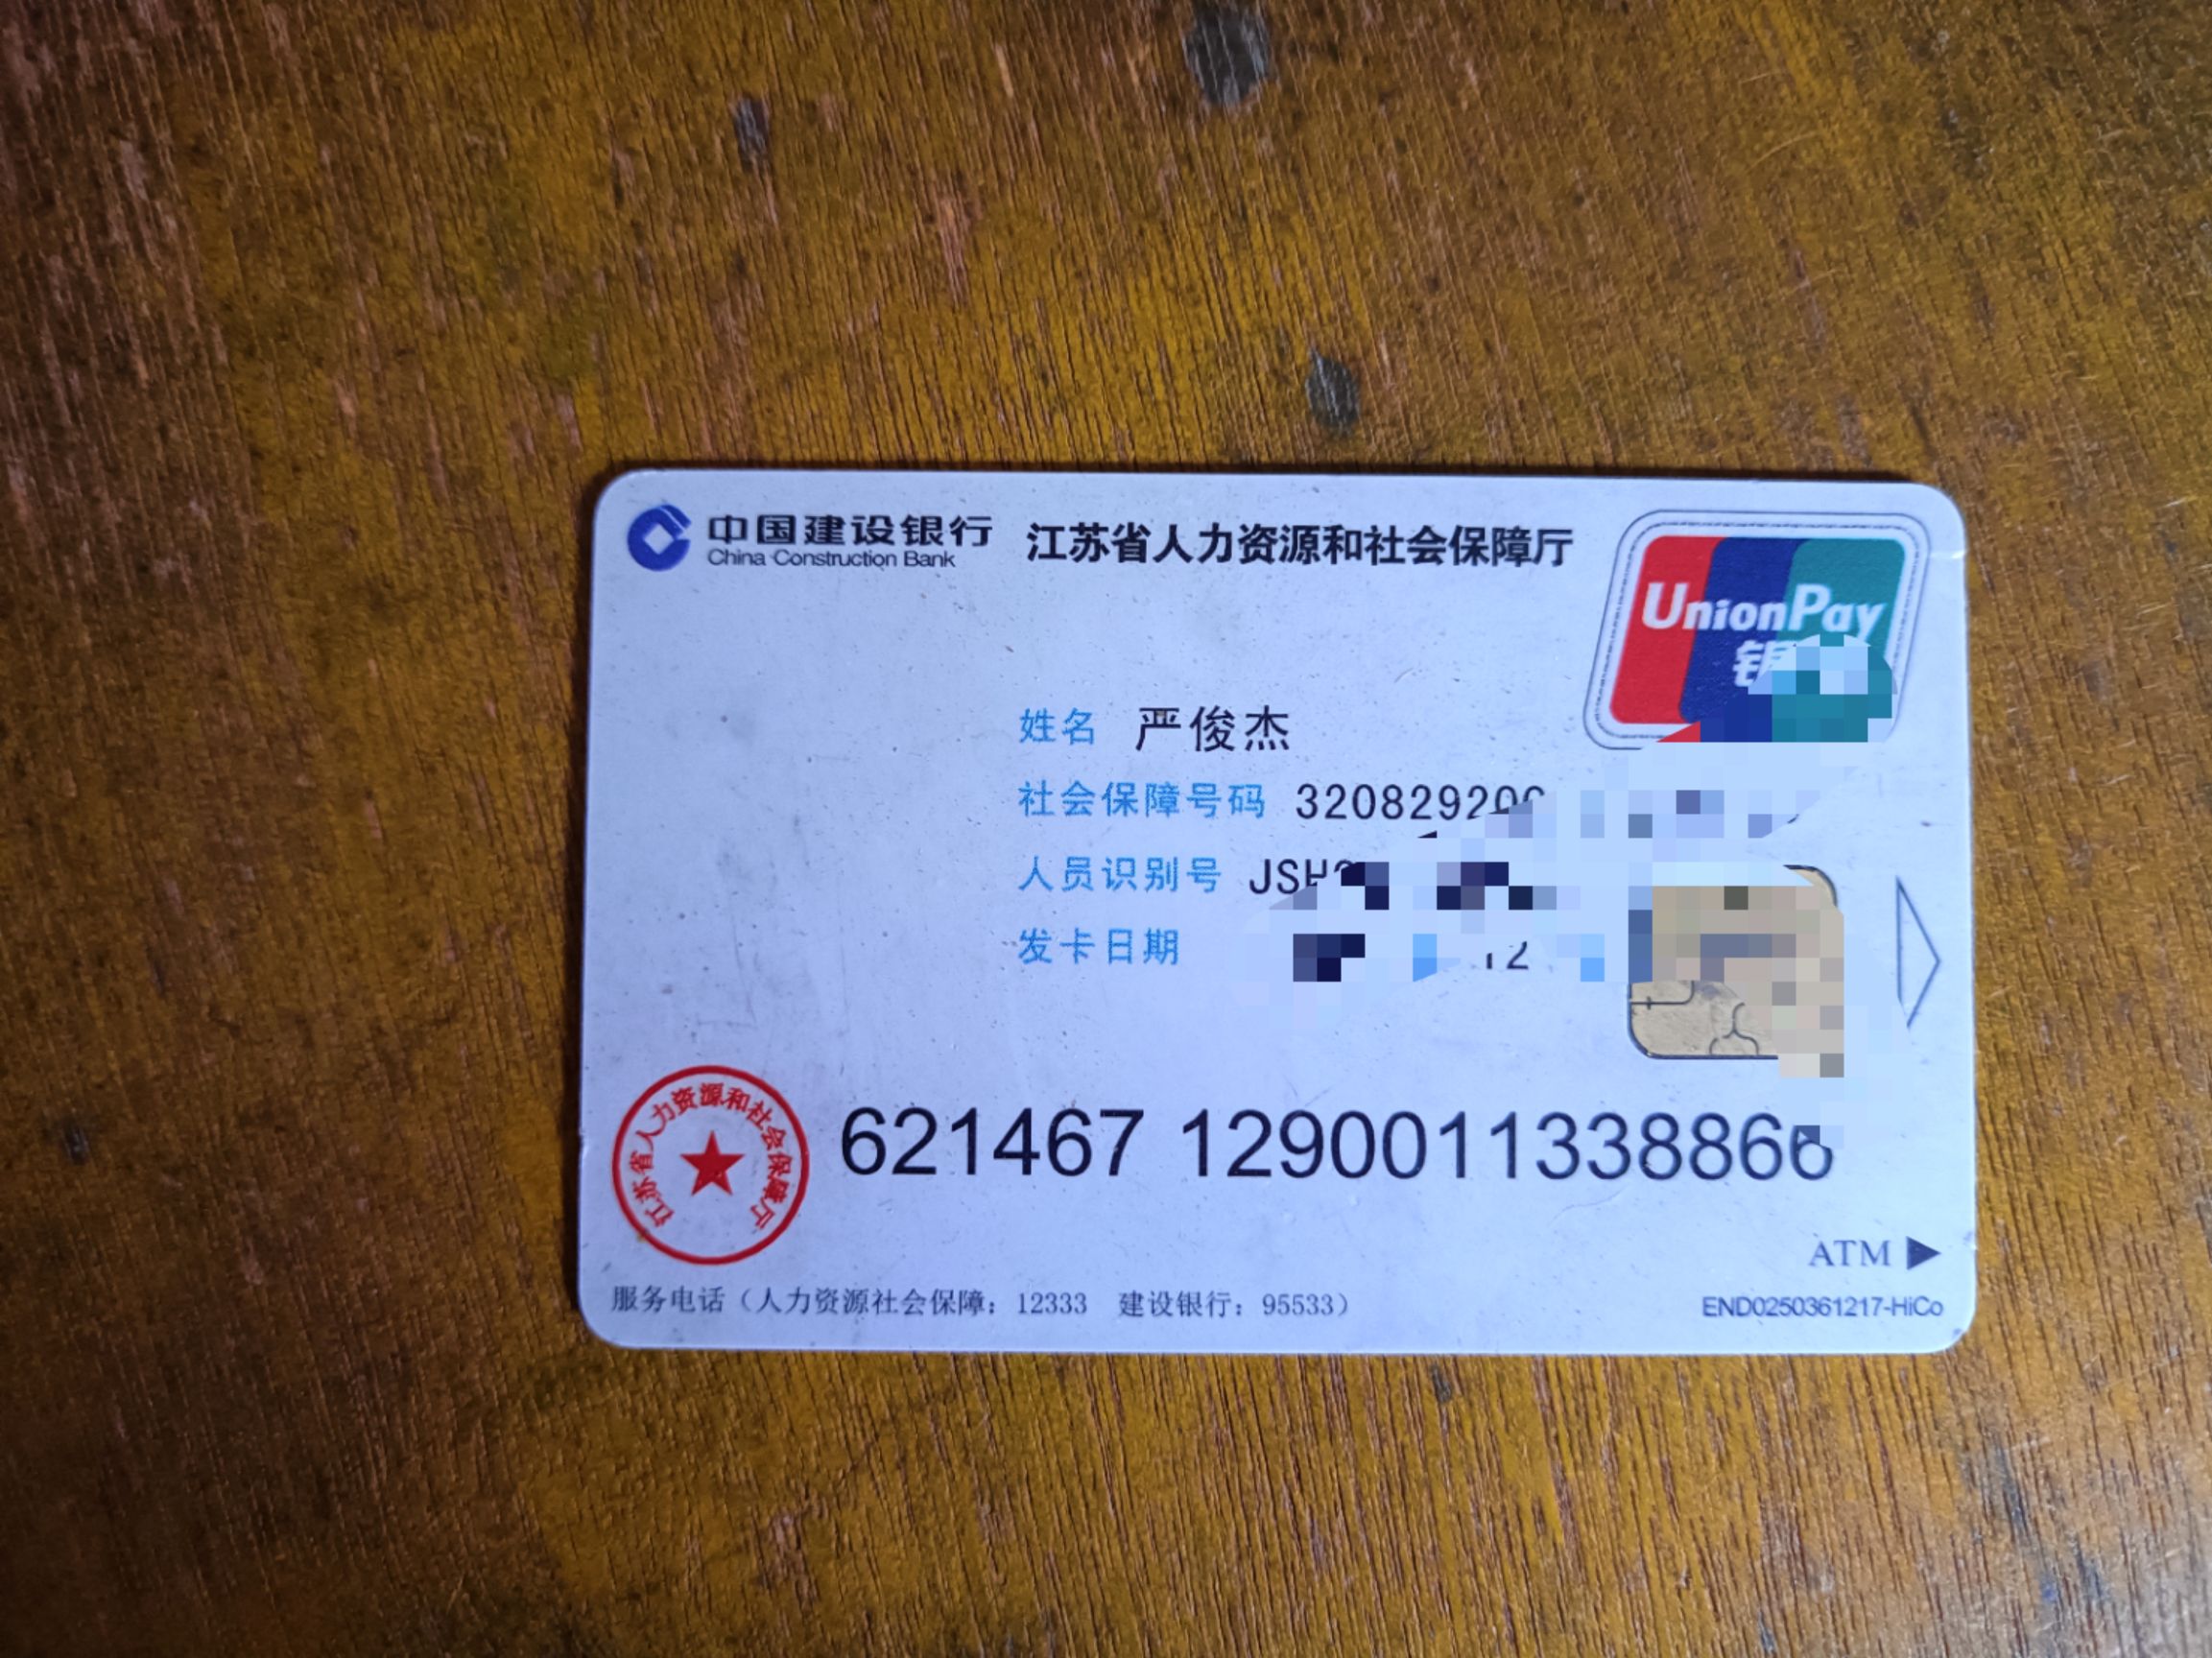 中国建设银行
China Construction Bank
江苏省人力资源和社会保障厅
UnionPay
姓名 严俊杰
社会保障号码 32082920
人员识别号 JSH
发卡日期 12
江苏省人力资源和社会保障厅
621467 1290011338866
ATM
服务电话（人力资源社会保障：12333 建设银行：95533）
END0250361217-HiCo